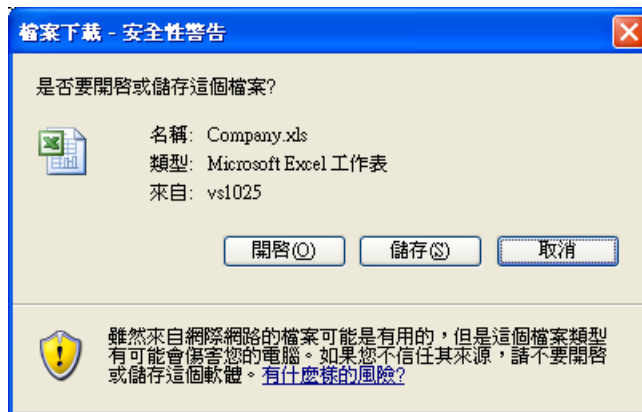 檔案下載 - 安全性警告
是否要開啟或儲存這個檔案?
名稱: Company.xls
類型: Microsoft Excel 工作表
來自: vs1025
開啟(O) 儲存(S) 取消
雖然來自網際網路的檔案可能是有用的，但是這個檔案類型
有可能會傷害您的電腦。如果您不信任其來源，請不要開啟
或儲存這個軟體。有什麼樣的風險?